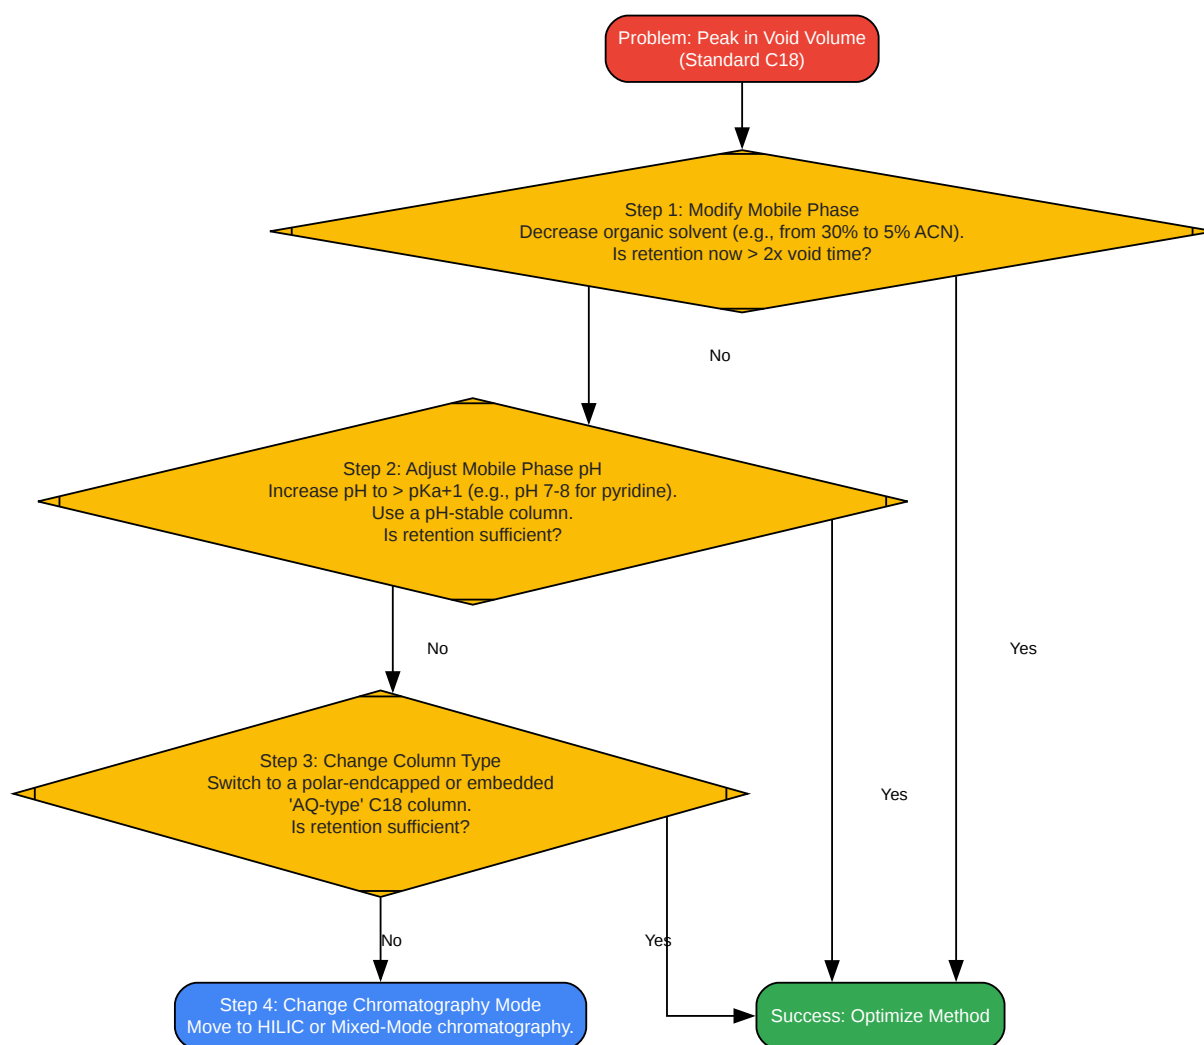 Problem: Peak in Void Volume
(Standard C18)
Step 1: Modify Mobile Phase
Decrease organic solvent (e.g., from 30% to 5% ACN).
Is retention now > 2x void time?
No
Step 2: Adjust Mobile Phase pH
Increase pH to > pKa+1 (e.g., pH 7-8 for pyridine).
Use a pH-stable column.
Is retention sufficient?
No
Yes
Step 3: Change Column Type
Switch to a polar-endcapped or embedded
'AQ-type' C18 column.
Is retention sufficient?
Yes
No
Yes
Step 4: Change Chromatography Mode
Move to HILIC or Mixed-Mode chromatography.
Success: Optimize Method